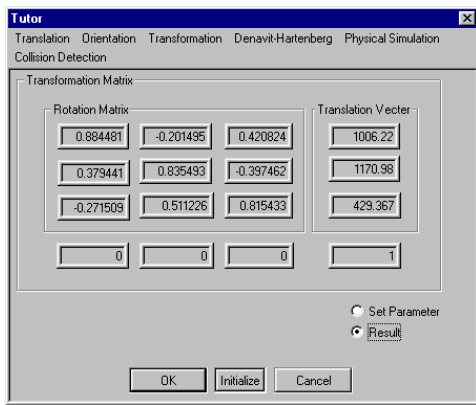 Tutor
Translation Orientation Transformation Denavit-Hartenberg Physical Simulation
Collision Detection
Transformation Matrix
Rotation Matrix Translation Vecter
0.884481 -0.201495 0.420824 1006.22
0.379441 0.835493 -0.397462 1170.98
-0.271509 0.511226 0.815433 429.367
0 0 0 1
Set Parameter
Result
OK Initialize Cancel